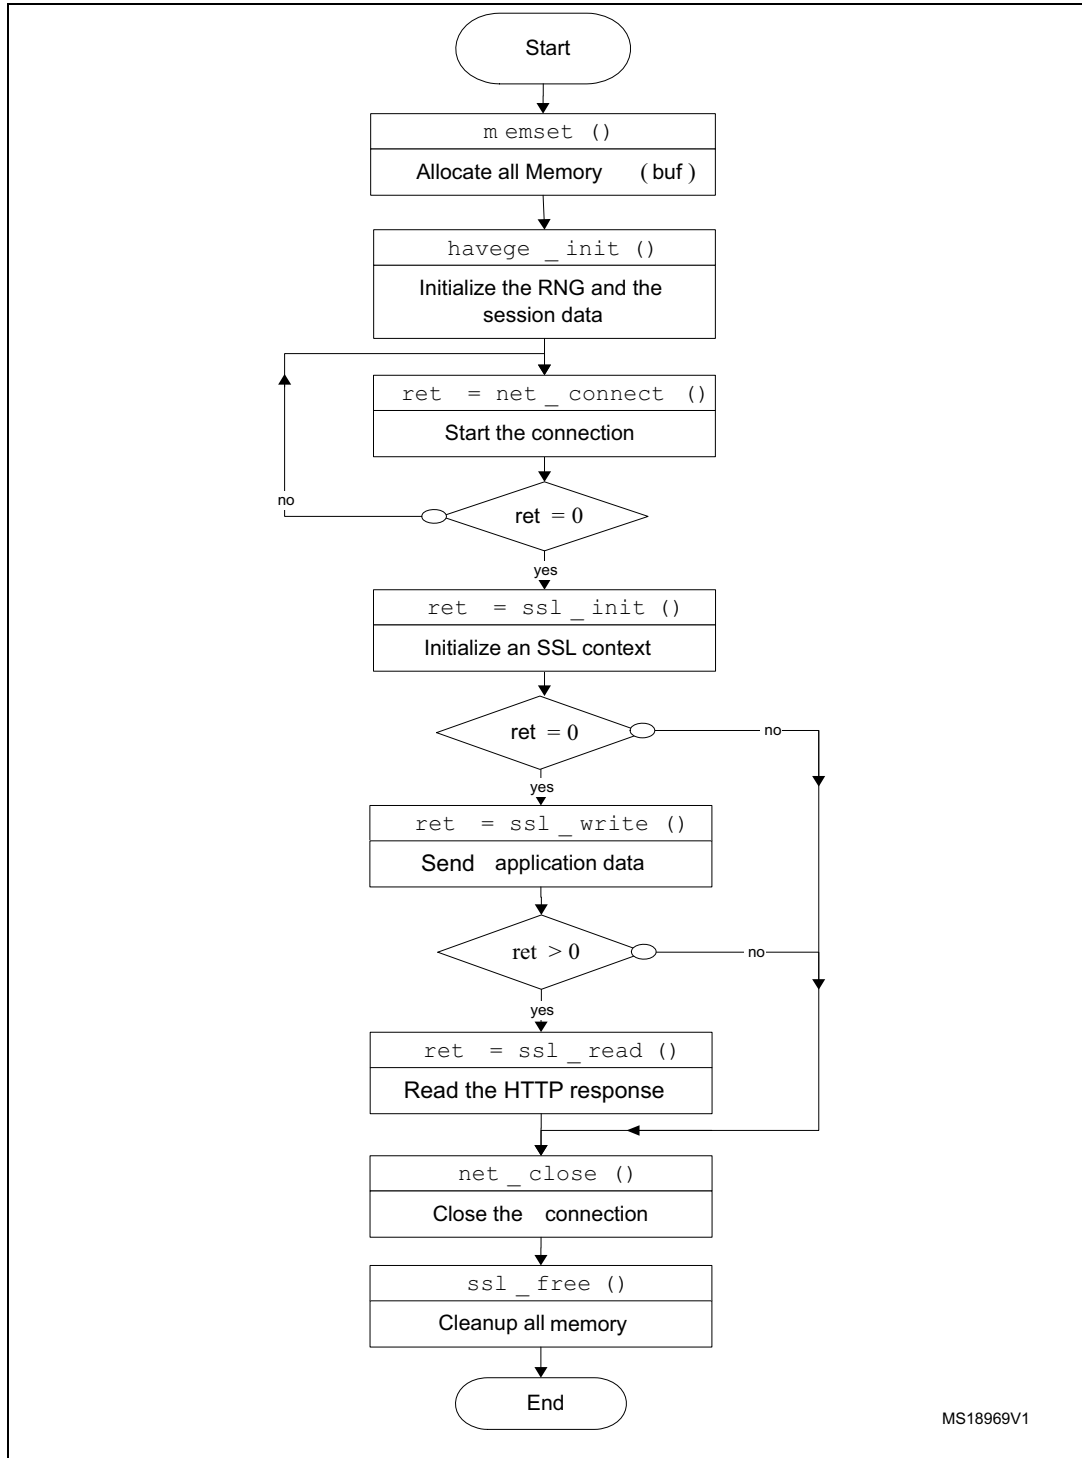 Start
m emset ()
Allocate all Memory ( buf )
havege _ init ()
Initialize the RNG and the
session data
ret = net _ connect ()
Start the connection
no
ret = 0
yes
ret = ssl _ init ()
Initialize an SSL context
ret = 0
no
yes
ret = ssl _ write ()
Send application data
ret > 0
no
yes
ret = ssl _ read ()
Read the HTTP response
net _ close ()
Close the connection
ssl _ free ()
Cleanup all memory
End
MS18969V1